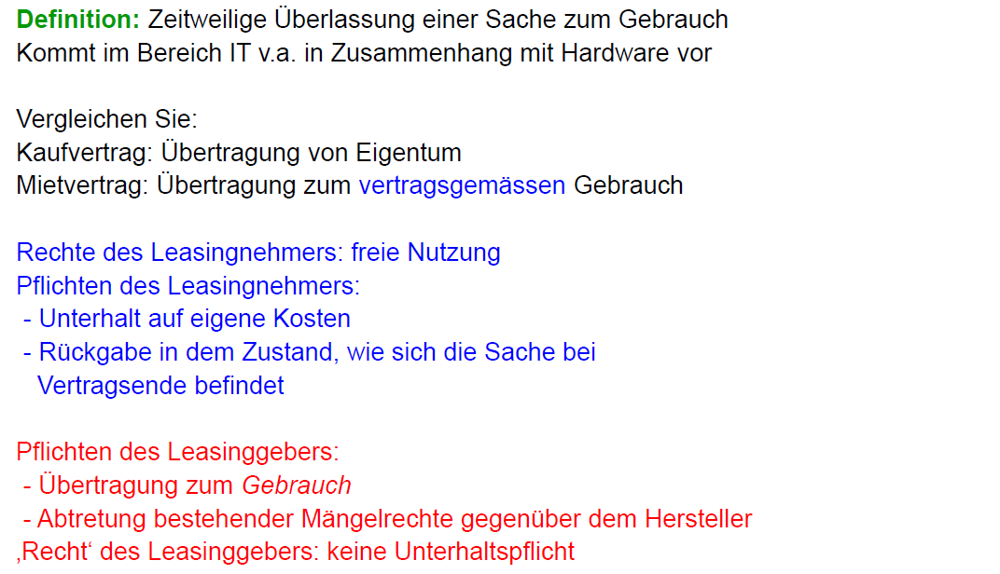 Definition: Zeitweilige Überlassung einer Sache zum Gebrauch
Kommt im Bereich IT v.a. in Zusammenhang mit Hardware vor
Vergleichen Sie:
Kaufvertrag: Übertragung von Eigentum
Mietvertrag: Übertragung zum vertragsgemässen Gebrauch
Rechte des Leasingnehmers: freie Nutzung
Pflichten des Leasingnehmers:
- Unterhalt auf eigene Kosten
- Rückgabe in dem Zustand, wie sich die Sache bei
Vertragsende befindet
Pflichten des Leasinggebers:
- Übertragung zum Gebrauch
- Abtretung bestehender Mängelrechte gegenüber dem Hersteller
‚Recht‘ des Leasinggebers: keine Unterhaltspflicht